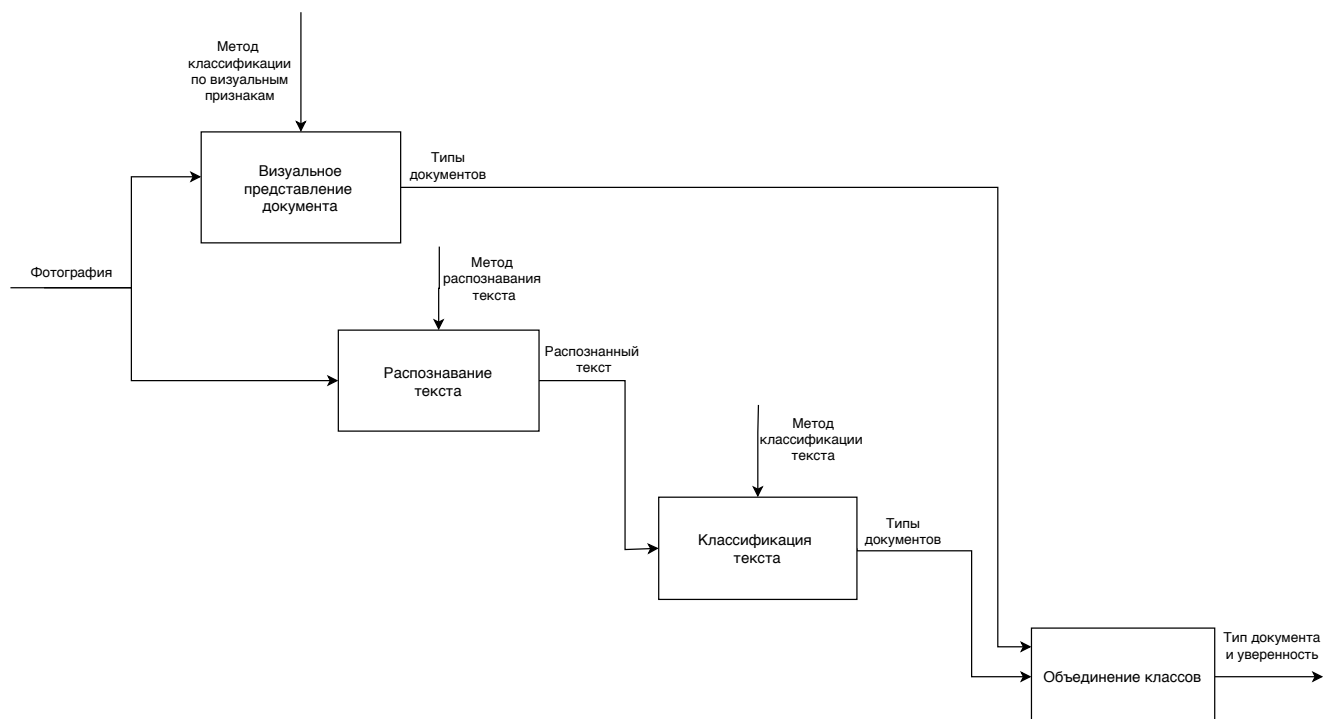 Метод
классификации
по визуальным
признакам
Визуальное
представление
документа
Типы
документов
Фотография
Метод
распознавания
текста
Распознавание
текста
Распознанный
текст
Метод
классификации
текста
Классификация
текста
Типы
документов
Объединение классов
Тип документа
и уверенность